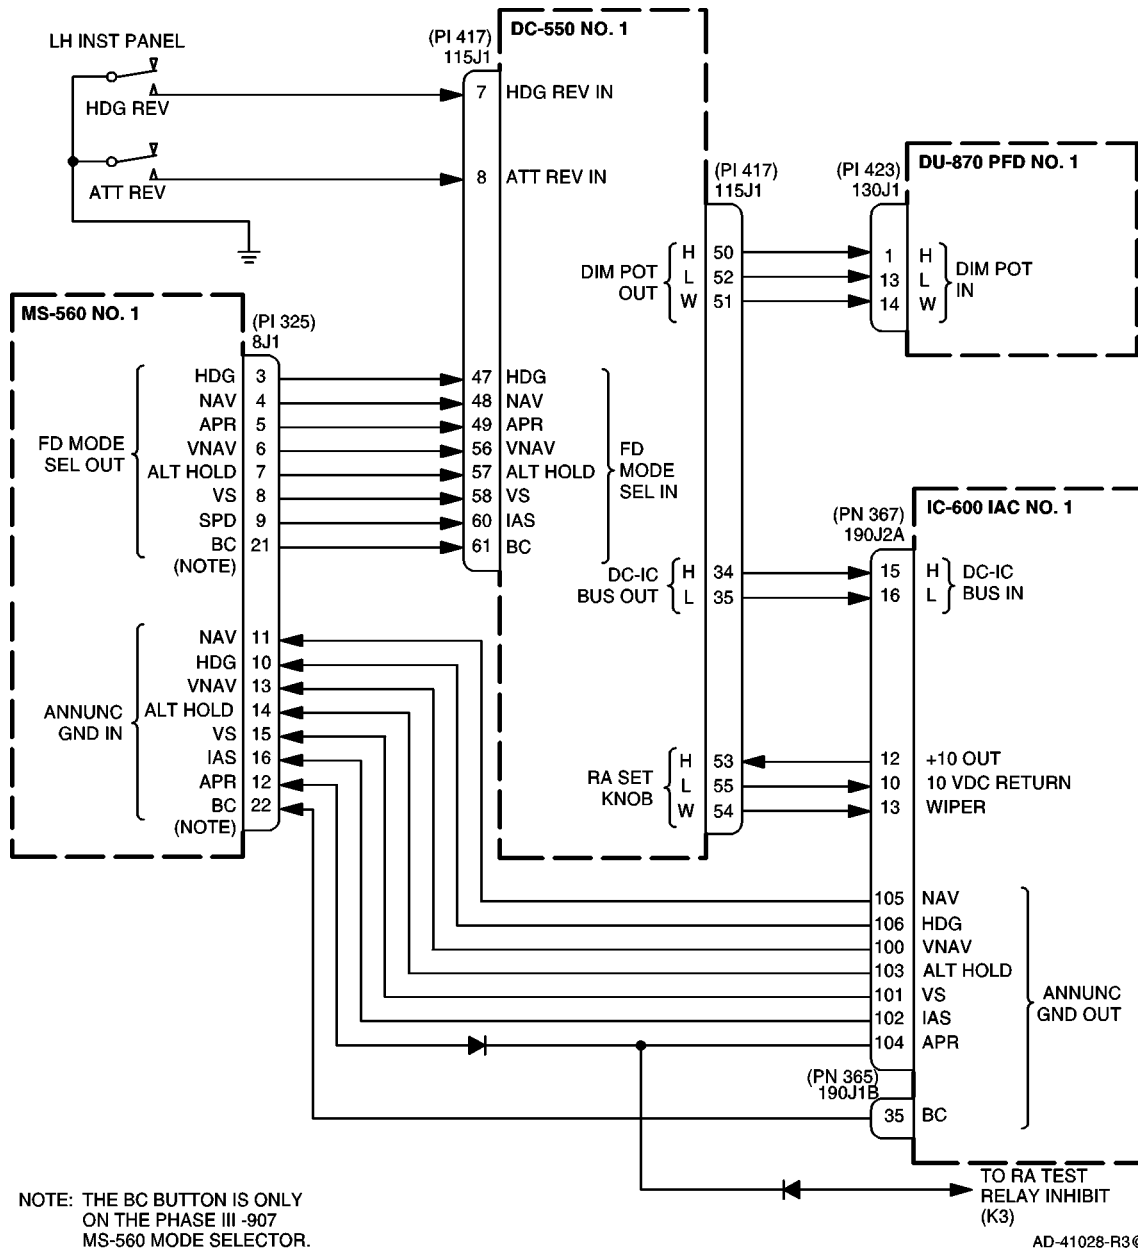 DC-550 NO. 1
(PI 417)
115J1
LH INST PANEL
HDG REV
ATT REV
7 HDG REV IN
8 ATT REV IN
(PI 417)
115J1
(PI 423)
130J1
DU-870 PFD NO. 1
DIM POT
OUT
H 50
L 52
W 51
1 H
13 L
14 W
DIM POT
IN
MS-560 NO. 1
(PI 325)
8J1
FD MODE
SEL OUT
HDG 3
NAV 4
APR 5
VNAV 6
ALT HOLD 7
VS 8
SPD 9
BC 21
(NOTE)
47 HDG
48 NAV
49 APR
56 VNAV
57 ALT HOLD
58 VS
60 IAS
61 BC
FD
MODE
SEL IN
IC-600 IAC NO. 1
(PN 367)
190J2A
DC-IC
BUS OUT
H 34
L 35
15 H
16 L
DC-IC
BUS IN
ANNUNC
GND IN
NAV 11
HDG 10
VNAV 13
ALT HOLD 14
VS 15
IAS 16
APR 12
BC 22
(NOTE)
RA SET
KNOB
H 53
L 55
W 54
12 +10 OUT
10 10 VDC RETURN
13 WIPER
105 NAV
106 HDG
100 VNAV
103 ALT HOLD
101 VS
102 IAS
104 APR
ANNUNC
GND OUT
(PN 365)
190J1B
35 BC
TO RA TEST
RELAY INHIBIT
(K3)
NOTE: THE BC BUTTON IS ONLY
ON THE PHASE III -907
MS-560 MODE SELECTOR.
AD-41028-R3@